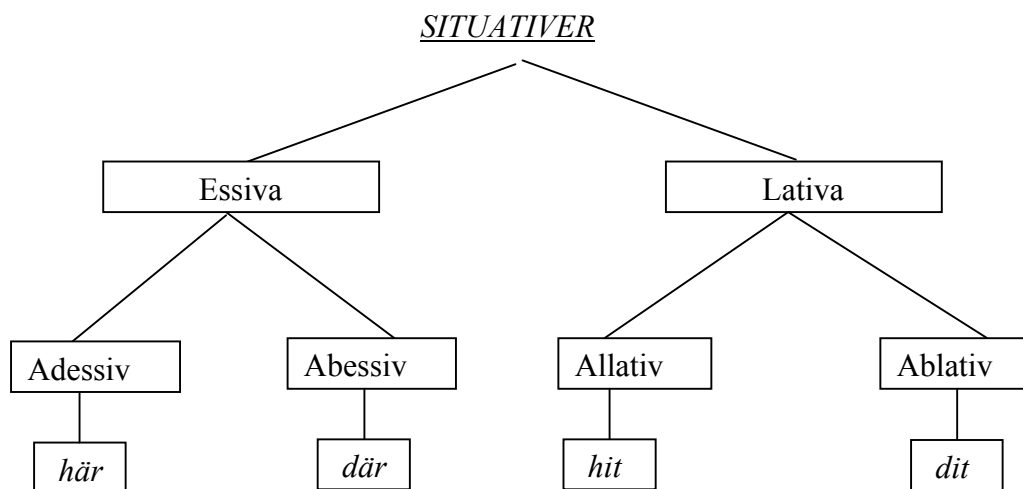 SITUATIVER
Essiva
Lativa
Adessiv
Abessiv
Allativ
Ablativ
här
där
hit
dit